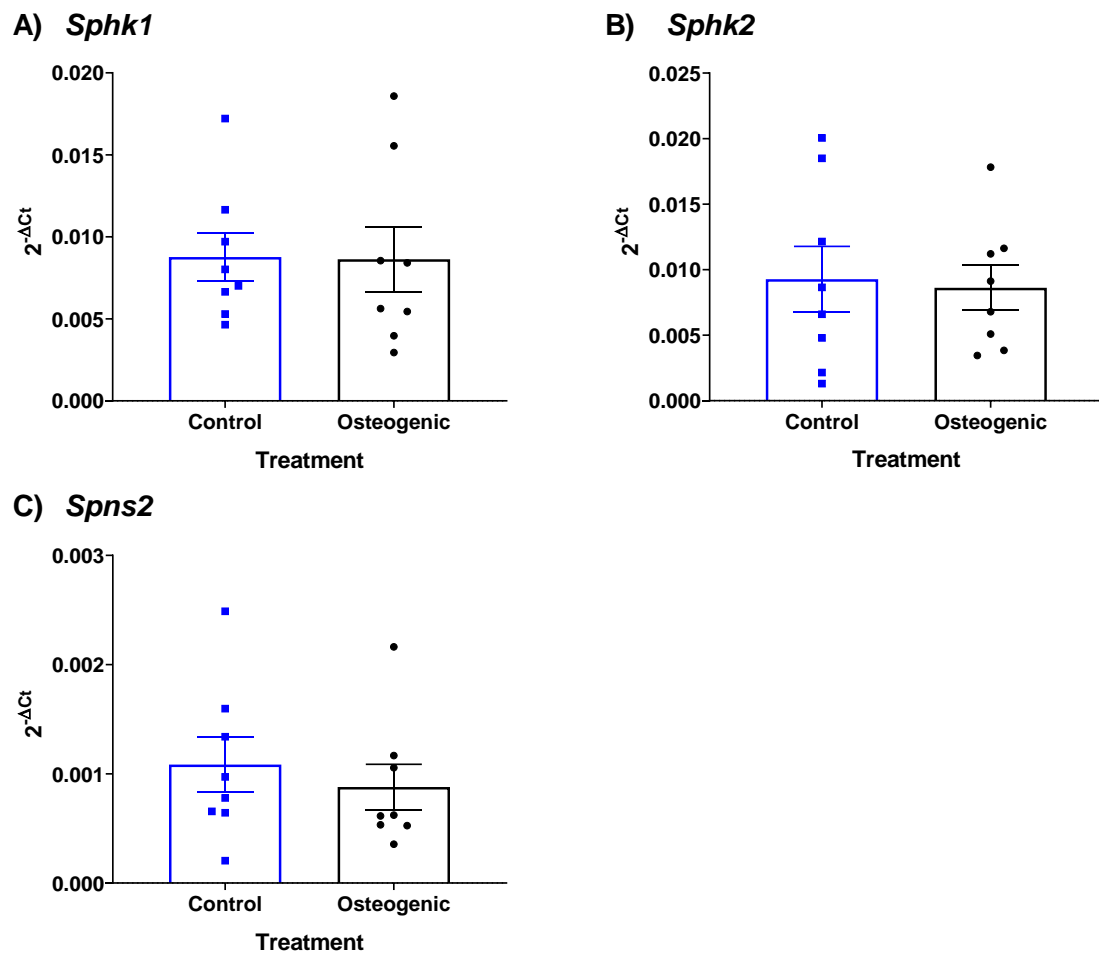 A) Sphk1
0.020
0.015
0.010
0.005
0.000
2-ΔCt
Control Osteogenic
Treatment
B) Sphk2
0.025
0.020
0.015
0.010
0.005
0.000
2-ΔCt
Control Osteogenic
Treatment
C) Spns2
0.003
0.002
0.001
0.000
2-ΔCt
Control Osteogenic
Treatment